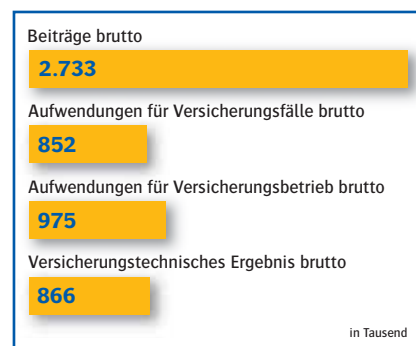 Beiträge brutto
2.733
Aufwendungen für Versicherungsfälle brutto
852
Aufwendungen für Versicherungsbetrieb brutto
975
Versicherungstechnisches Ergebnis brutto
866
in Tausend